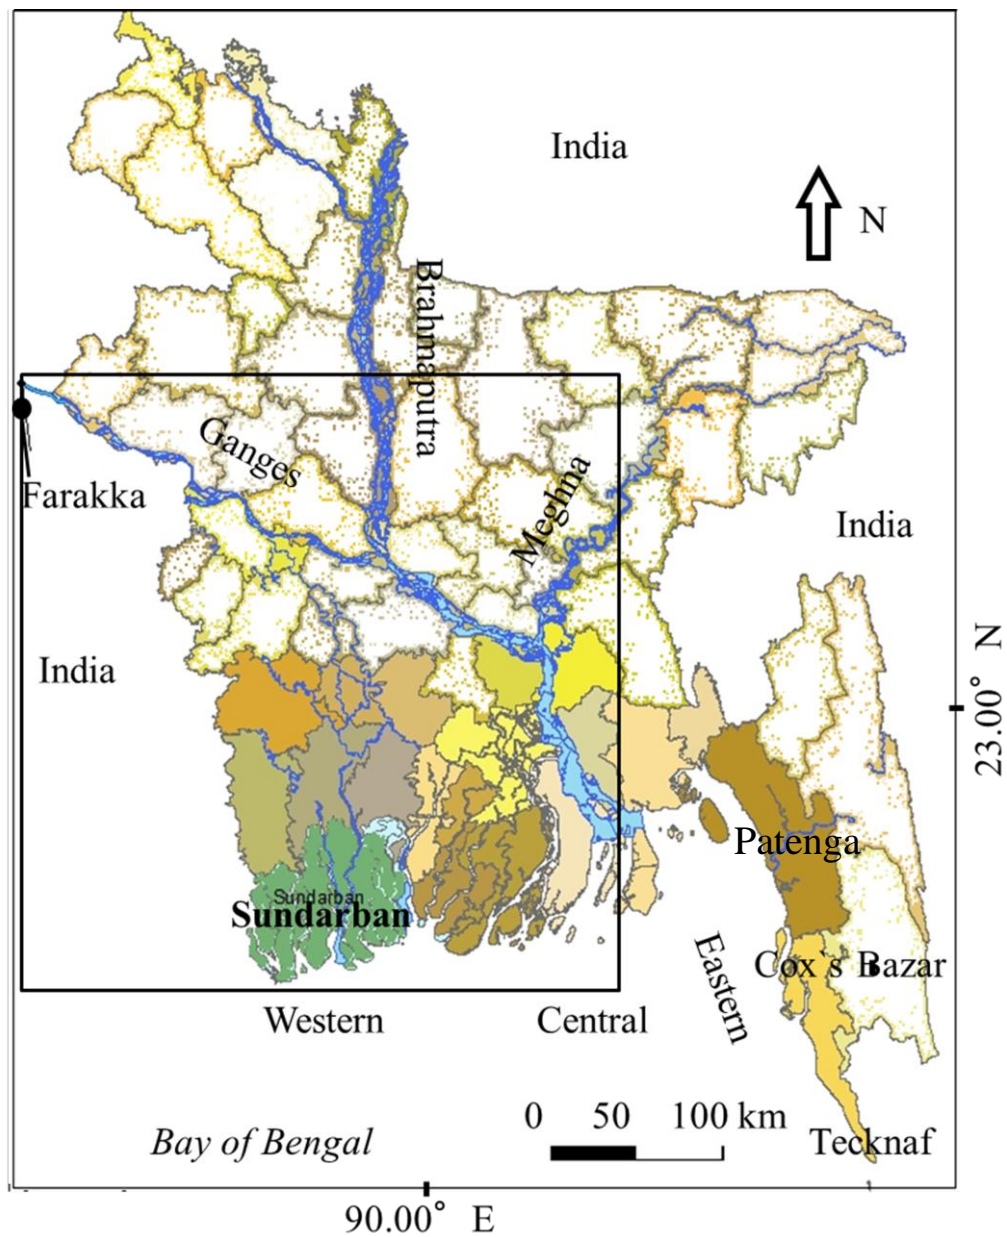 India
N
Brahmaputra
Ganges
Meghna
Farakka
India
India
23.00° N
Patenga
Sundarban
Sundarban
Eastern
Cox`s Bazar
Western
Central
0 50 100 km
Bay of Bengal
Tecknaf
90.00° E